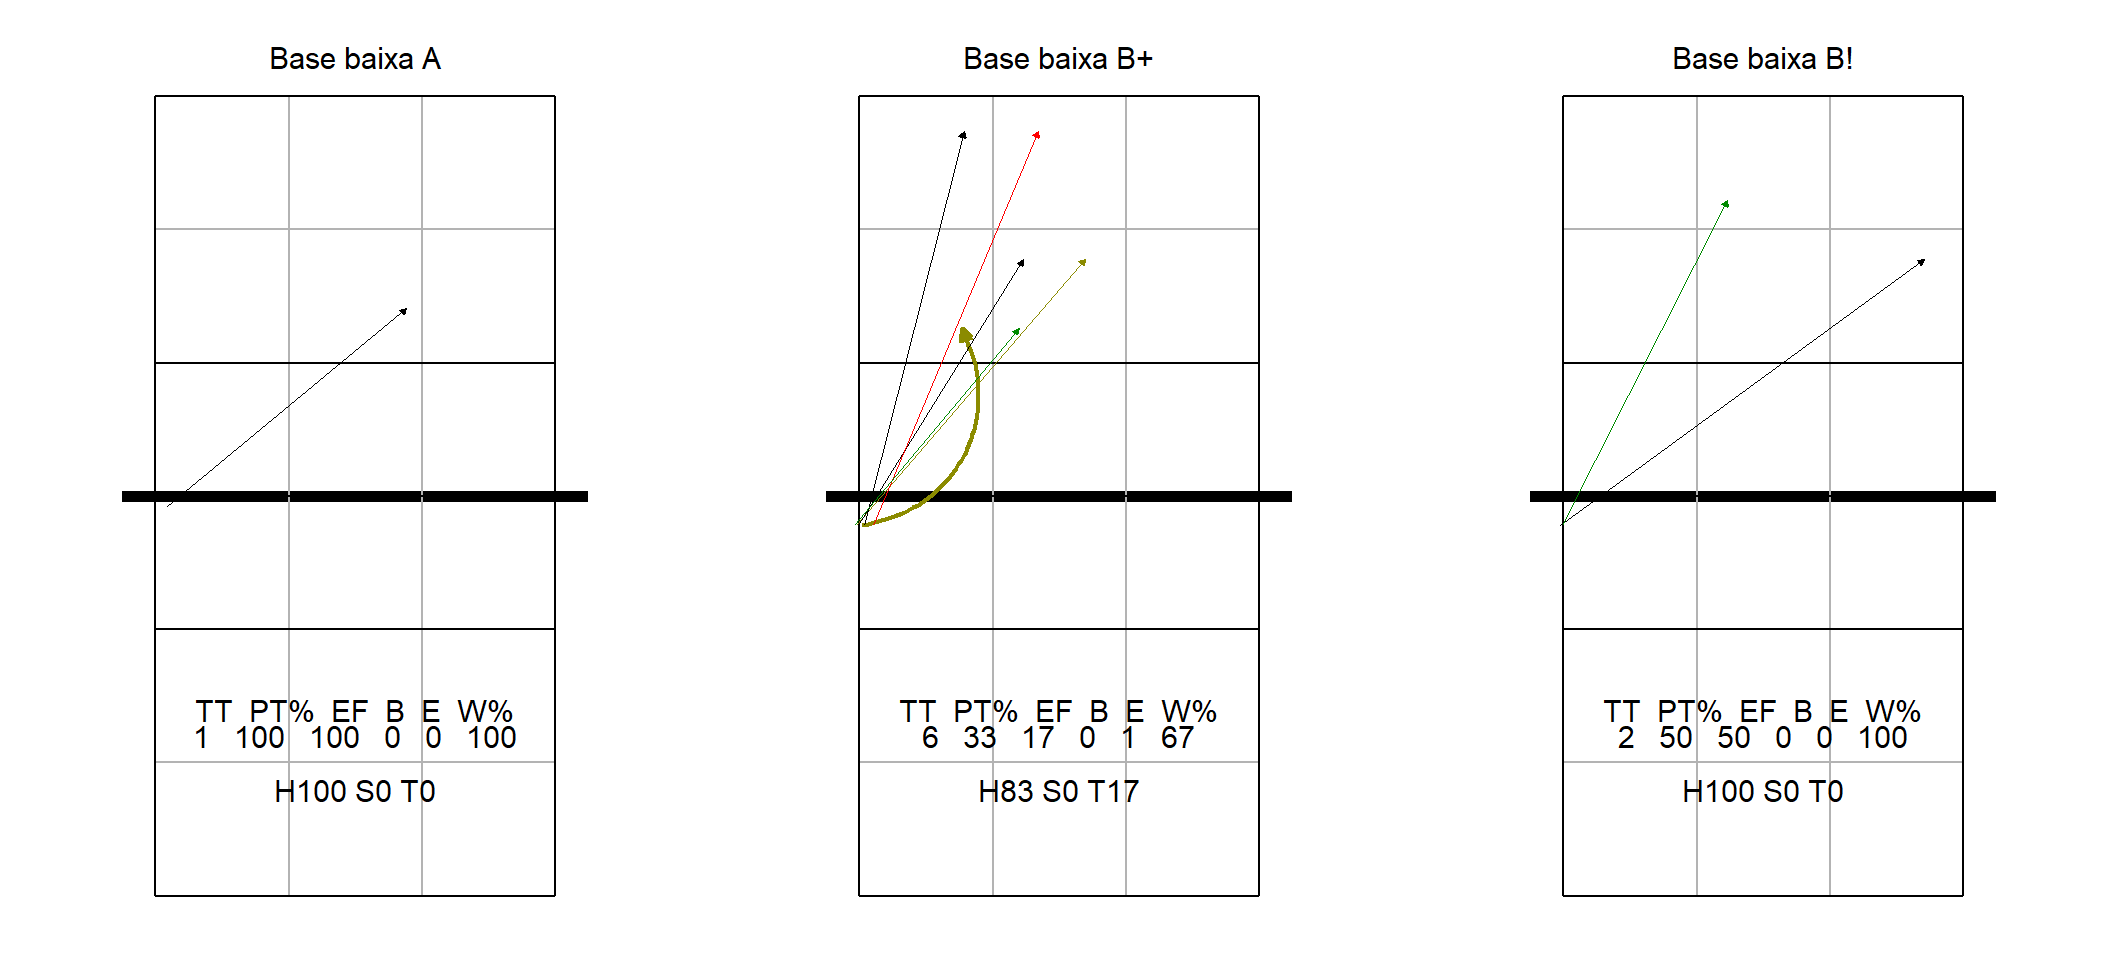 Base baixa A
TT PT% EF B E W%
1 100 100 0 0 100
H100 S0 T0
Base baixa B+
TT PT% EF B E W%
6 33 17 0 1 67
H83 S0 T17
Base baixa B!
TT PT% EF B E W%
2 50 50 0 0 100
H100 S0 T0